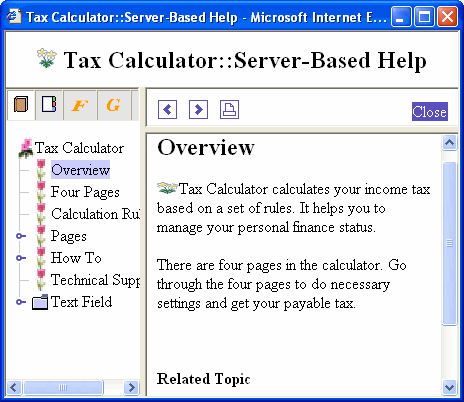 Tax Calculator::Server-Based Help - Microsoft Internet E...
Tax Calculator::Server-Based Help
F G
Close
Tax Calculator
Overview
Four Pages
Calculation Ru
Pages
How To
Technical Supp
Text Field
Overview
Tax Calculator calculates your income tax
based on a set of rules. It helps you to
manage your personal finance status.
There are four pages in the calculator. Go
through the four pages to do necessary
settings and get your payable tax.
Related Topic